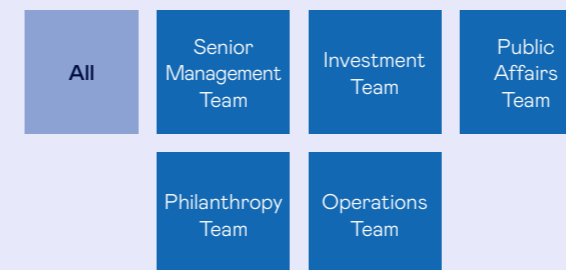 All
Senior
Management
Team
Investment
Team
Public
Affairs
Team
Philanthropy
Team
Operations
Team